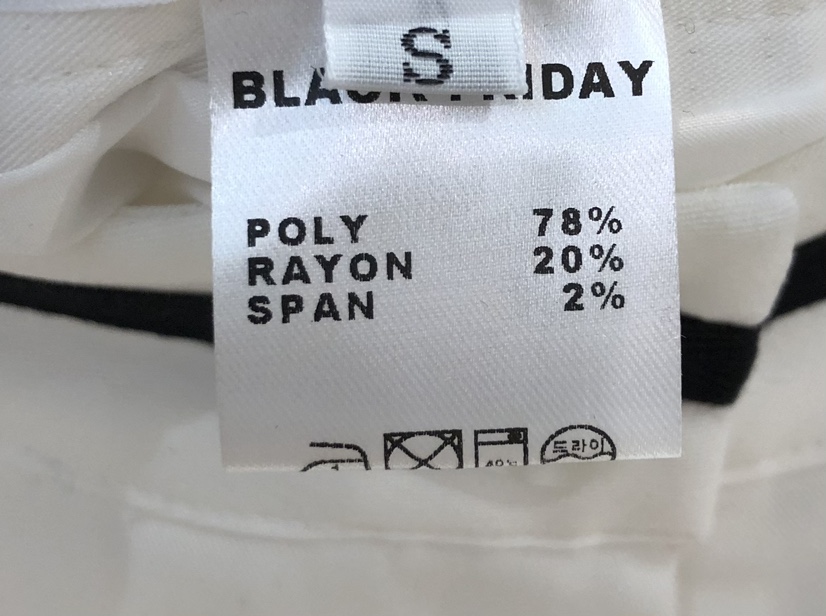 S
BLACK FRIDAY
POLY 78%
RAYON 20%
SPAN 2%
드라이